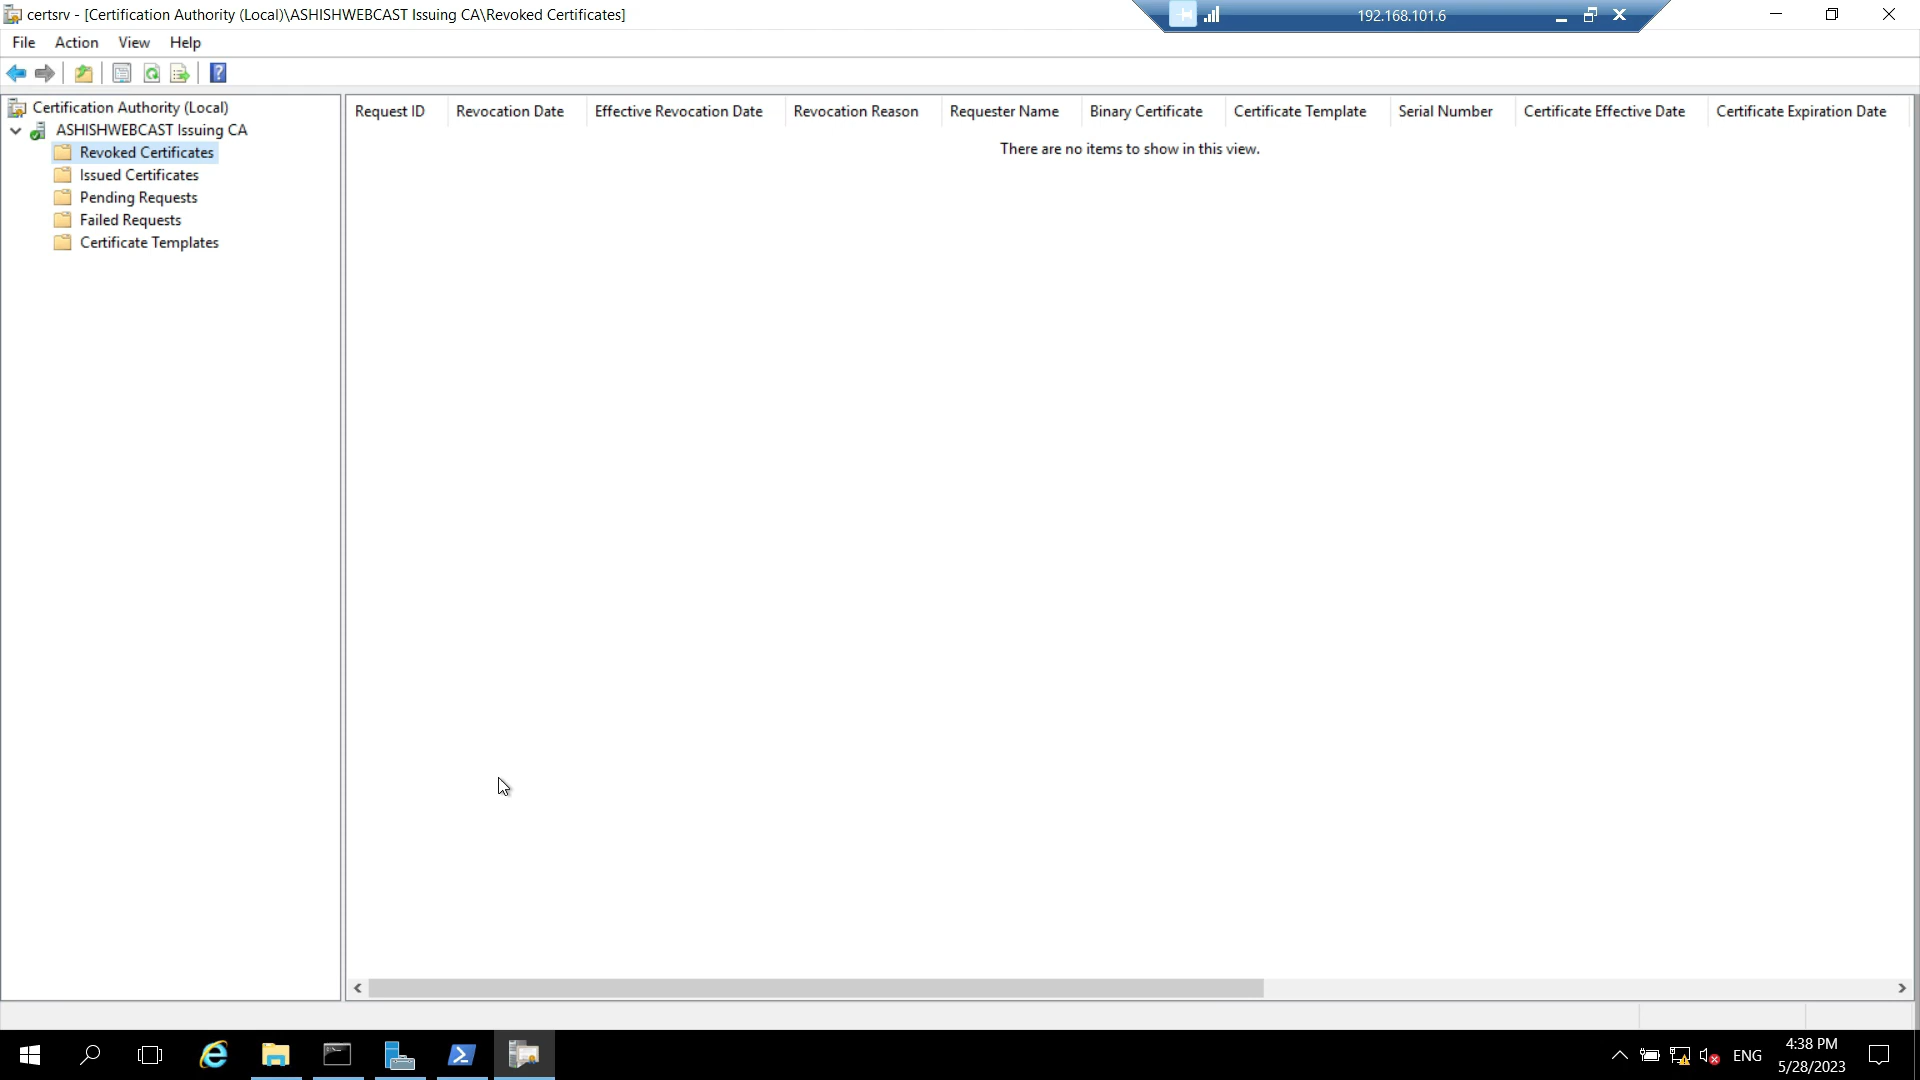 certsrv - [Certification Authority (Local)\ASHISHWEBCAST Issuing CA\Revoked Certificates]
192.168.101.6
File Action View Help
Certification Authority (Local)
ASHISHWEBCAST Issuing CA
Revoked Certificates
Issued Certificates
Pending Requests
Failed Requests
Certificate Templates
Request ID Revocation Date Effective Revocation Date Revocation Reason Requester Name Binary Certificate Certificate Template Serial Number Certificate Effective Date Certificate Expiration Date
There are no items to show in this view.
ENG
4:38 PM
5/28/2023